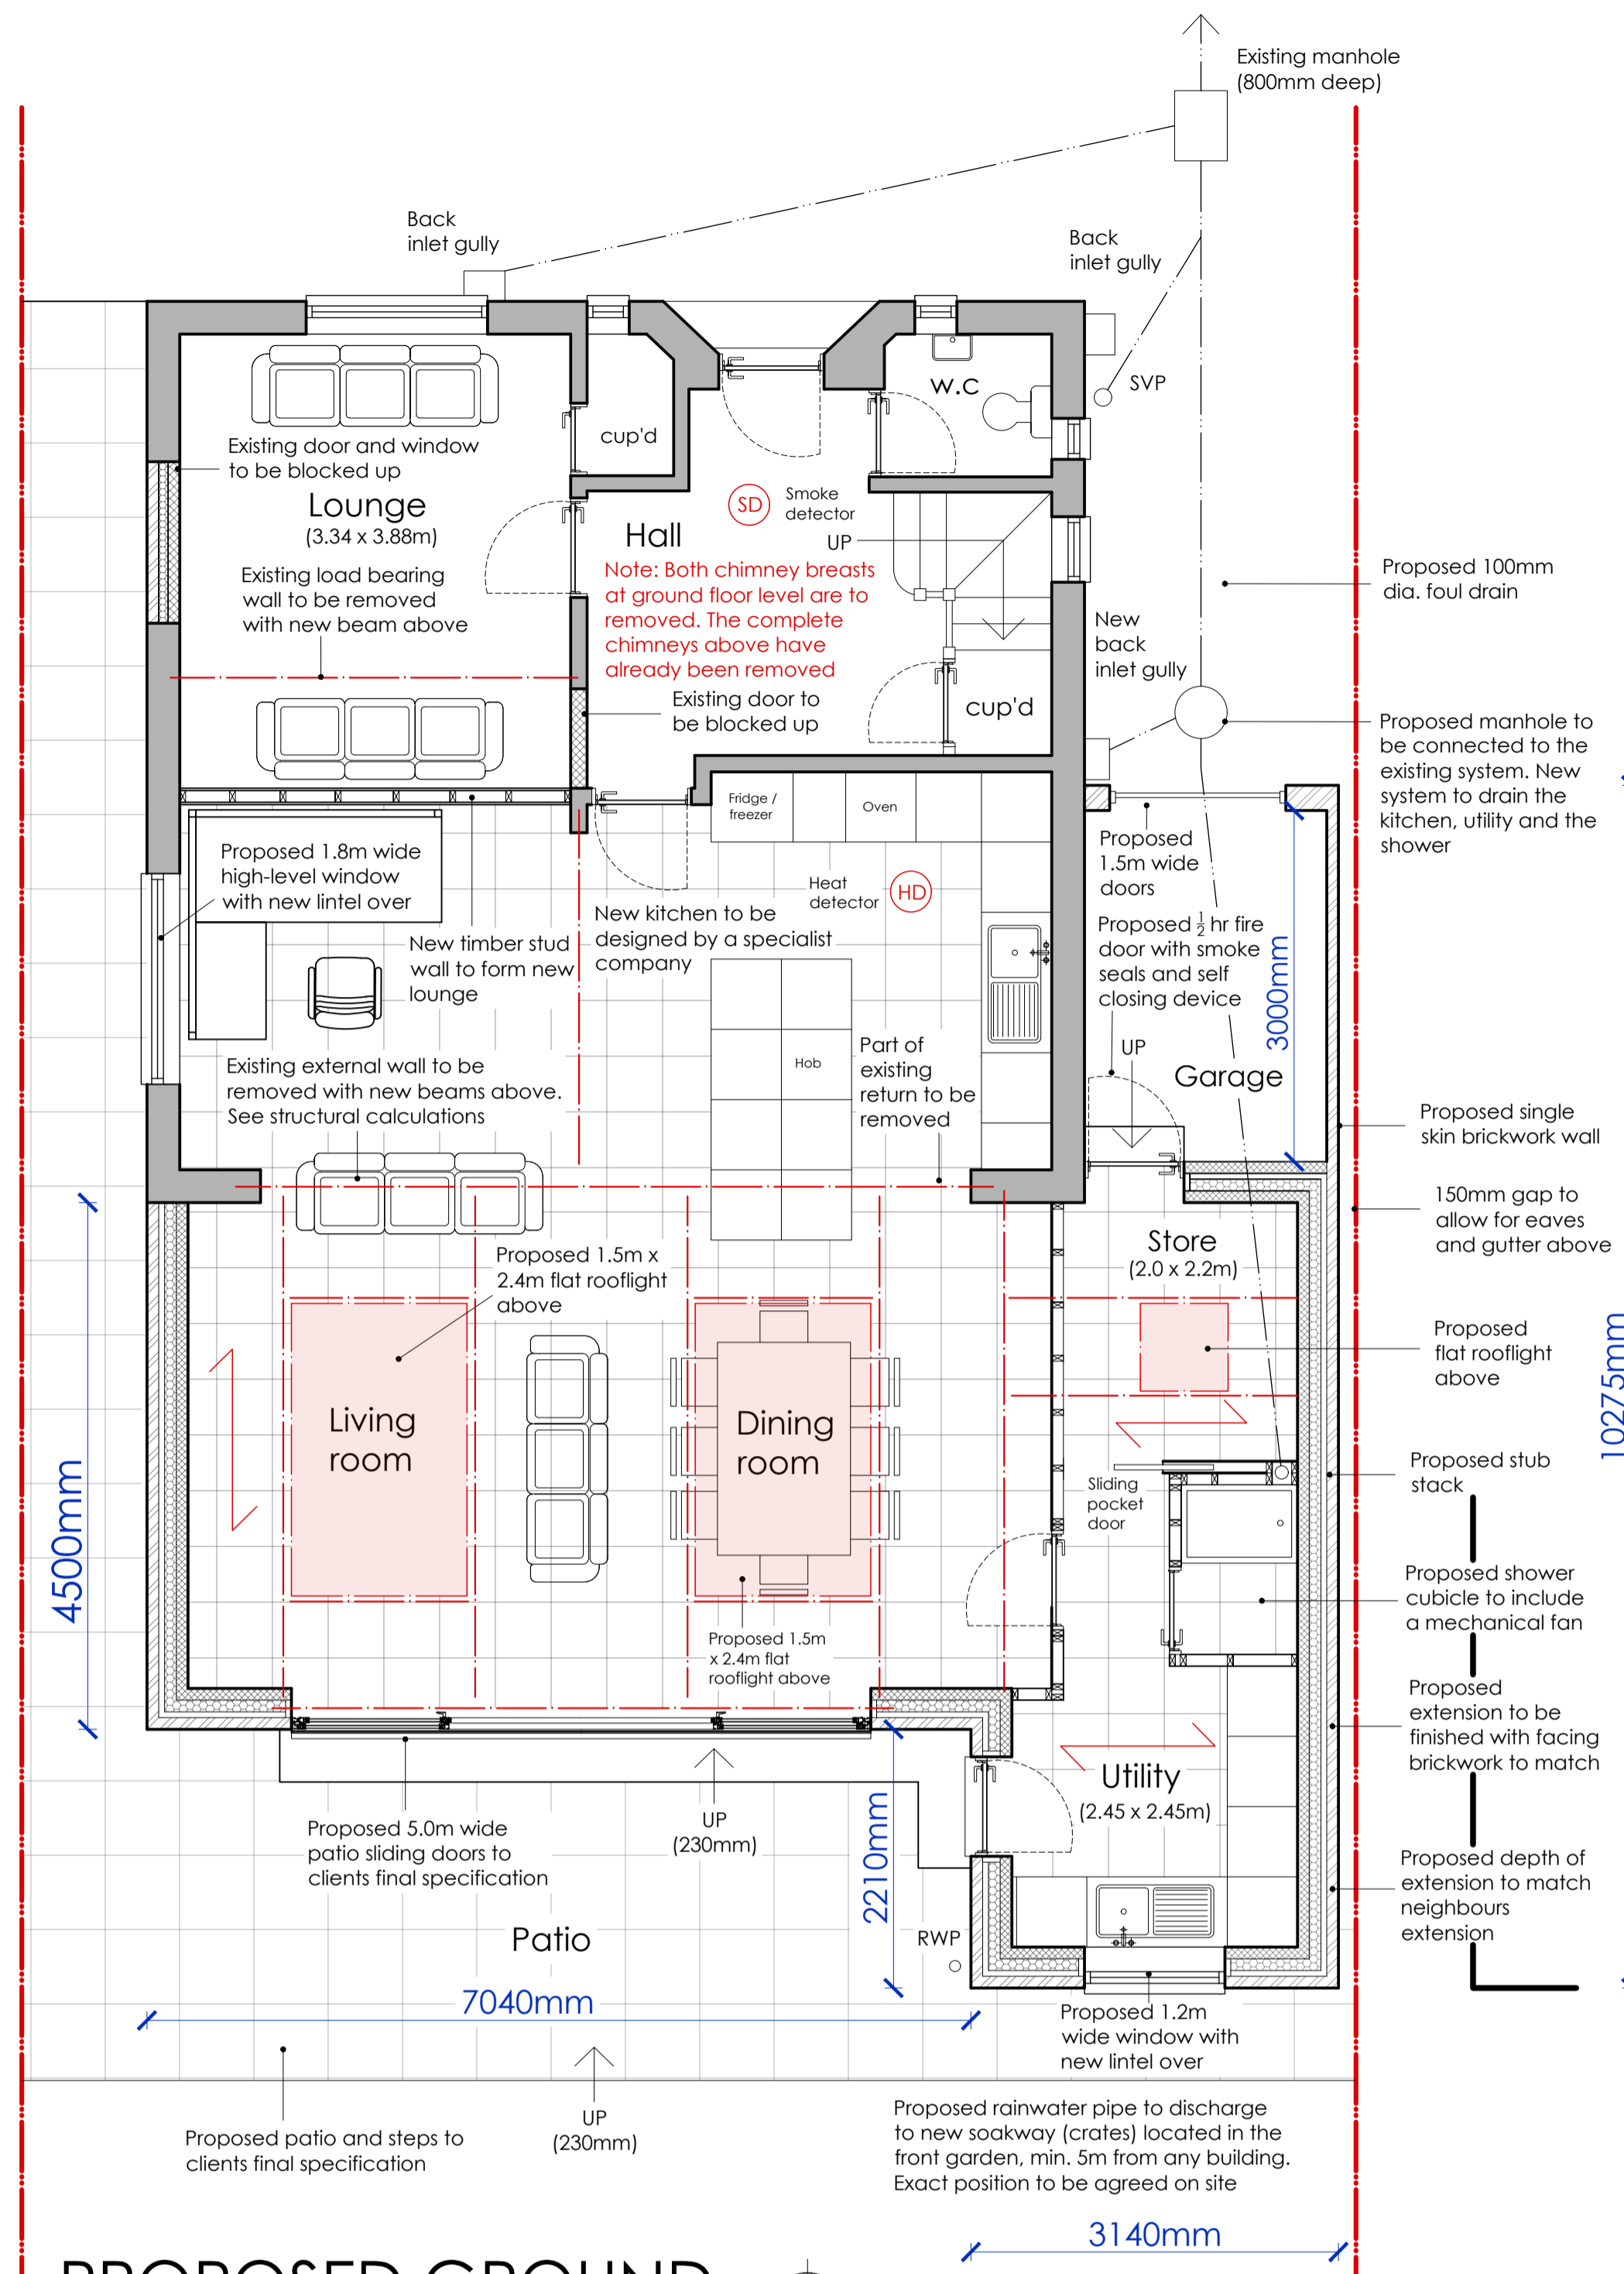 Existing manhole
(800mm deep)
Back
inlet gully
Back
inlet gully
SVP
w.c
cup'd
Existing door and window
to be blocked up
Lounge
(3.34 x 3.88m)
Existing load bearing
wall to be removed
with new beam above
SD
Smoke
detector
Hall
UP
Note: Both chimney breasts
at ground floor level are to
removed. The complete
chimneys above have
already been removed
Existing door to
be blocked up
cup'd
Proposed 100mm
dia. foul drain
New
back
inlet gully
Proposed manhole to
be connected to the
existing system. New
system to drain the
kitchen, utility and the
shower
Fridge /
freezer
Oven
Proposed 1.8m wide
high-level window
with new lintel over
Heat
detector
HD
New kitchen to be
designed by a specialist
company
New timber stud
wall to form new
lounge
Proposed
1.5m wide
doors
Proposed ½ hr fire
door with smoke
seals and self
closing device
3000mm
UP
Garage
Hob
Part of
existing
return to be
removed
Existing external wall to be
removed with new beams above.
See structural calculations
Proposed single
skin brickwork wall
150mm gap to
allow for eaves
and gutter above
Store
(2.0 x 2.2m)
Proposed 1.5m x
2.4m flat rooflight
above
Proposed
flat rooflight
above
10275mm
Living
room
Dining
room
4500mm
Sliding
pocket
door
Proposed stub
stack
Proposed shower
cubicle to include
a mechanical fan
Proposed 1.5m
x 2.4m flat
rooflight above
Proposed
extension to be
finished with facing
brickwork to match
Utility
(2.45 x 2.45m)
Proposed 5.0m wide
patio sliding doors to
clients final specification
UP
(230mm)
2210mm
Proposed depth of
extension to match
neighbours
extension
Patio
RWP
7040mm
Proposed 1.2m
wide window with
new lintel over
UP
(230mm)
Proposed patio and steps to
clients final specification
Proposed rainwater pipe to discharge
to new soakway (crates) located in the
front garden, min. 5m from any building.
Exact position to be agreed on site
3140mm
PROPOSED GROUND